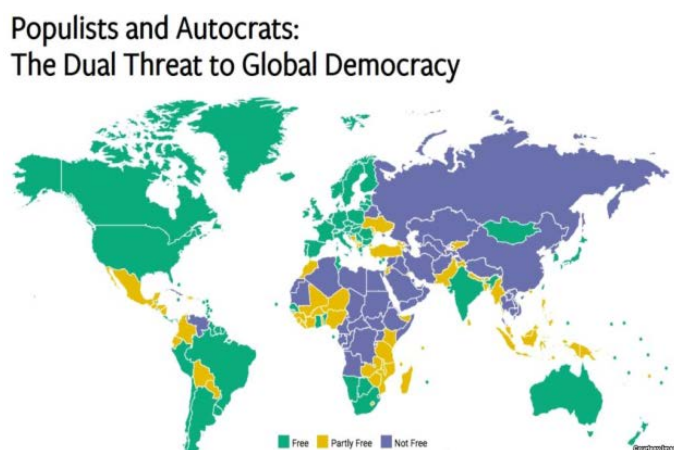 Populists and Autocrats:
The Dual Threat to Global Democracy
Free
Partly Free
Not Free